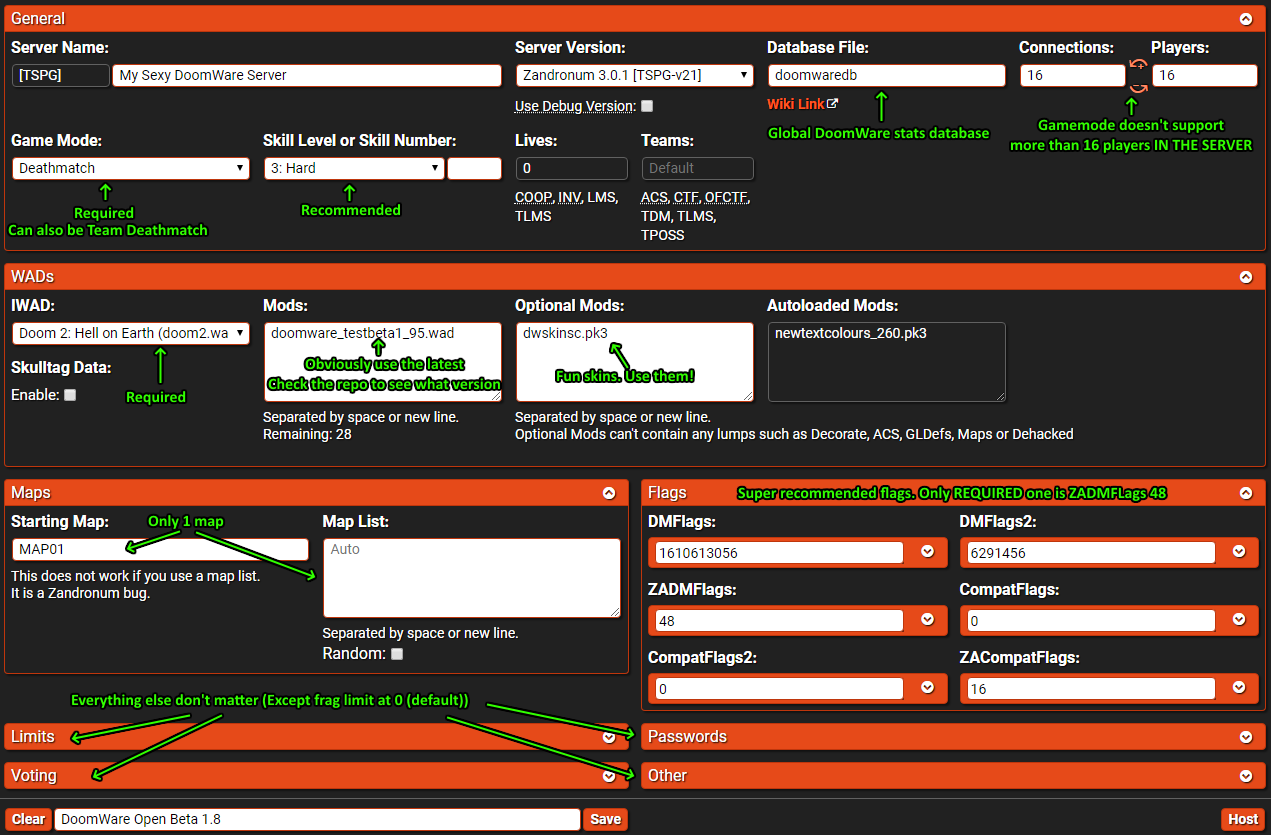 General
Server Name:
Server Version:
Database File:
Connections:
Players:
[TSPG]
My Sexy DoomWare Server
Zandronum 3.0.1 [TSPG-v21]
doomwaredb
16
16
Use Debug Version:
Wiki Link
Global DoomWare stats database
Gamemode doesn't support
more than 16 players IN THE SERVER
Game Mode:
Skill Level or Skill Number:
Lives:
Teams:
Deathmatch
3: Hard
0
Default
Required
Can also be Team Deathmatch
Recommended
COOP, INV, LMS,
TLMS
ACS, CTF, OFCTF,
TDM, TLMS,
TPOSS
WADs
IWAD:
Mods:
Optional Mods:
Autoloaded Mods:
Doom 2: Hell on Earth (doom2.wa
doomware_testbeta1_95.wad
dwskinsc.pk3
newtextcolours_260.pk3
Skulltag Data:
Enable:
Required
Obviously use the latest
Check the repo to see what version
Fun skins. Use them!
Separated by space or new line.
Remaining: 28
Separated by space or new line.
Optional Mods can't contain any lumps such as Decorate, ACS, GLDefs, Maps or Dehacked
Maps
Starting Map:
Only 1 map
Map List:
MAP01
Auto
This does not work if you use a map list.
It is a Zandronum bug.
Separated by space or new line.
Random:
Flags
Super recommended flags. Only REQUIRED one is ZADMFLags 48
DMFlags:
DMFlags2:
1610613056
6291456
ZADMFlags:
CompatFlags:
48
0
CompatFlags2:
ZACompatFlags:
0
16
Everything else don't matter (Except frag limit at 0 (default))
Limits
Passwords
Voting
Other
Clear
DoomWare Open Beta 1.8
Save
Host